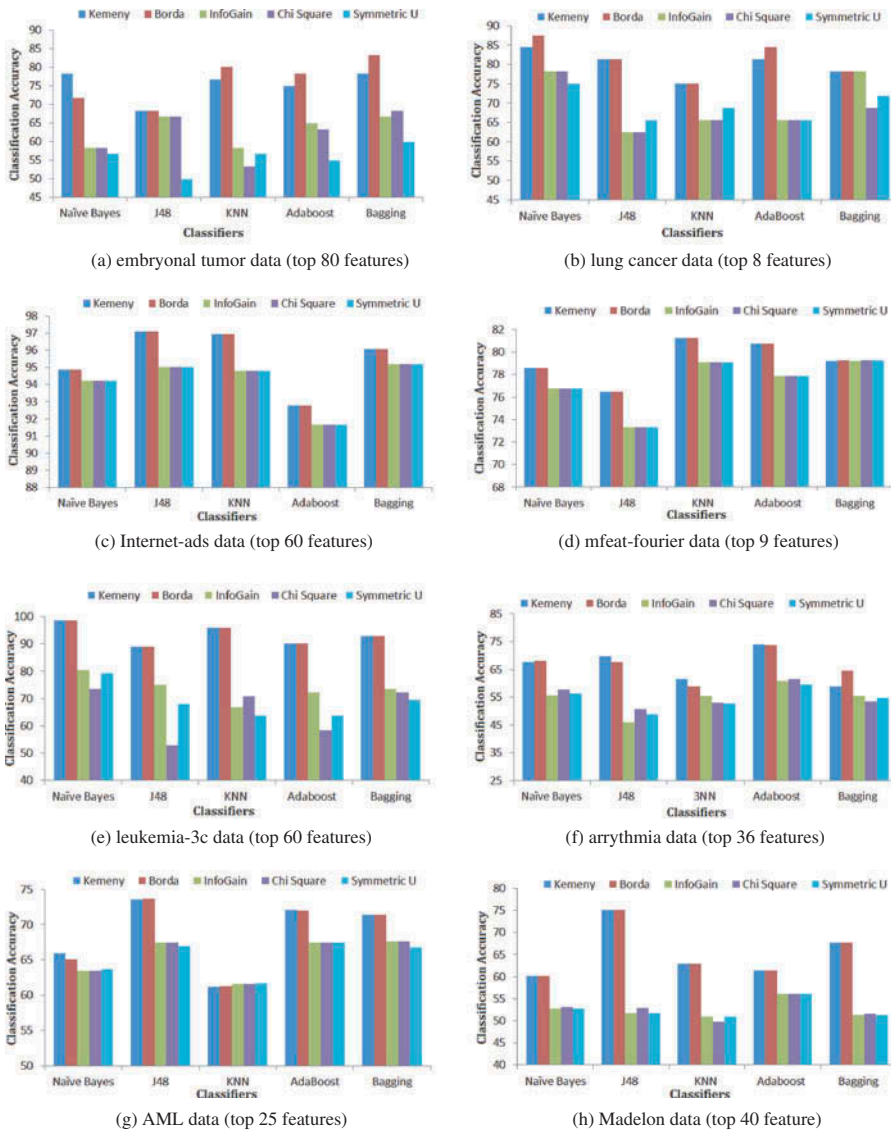 Kemeny Borda InfoGain Chi Square Symmetric U
Classification Accuracy
90
85
80
75
70
65
60
55
50
45
Naïve Bayes J48 KNN Adaboost Bagging
Classifiers
(a) embryonal tumor data (top 80 features)
Kemeny Borda InfoGain Chi Square Symmetric U
Classification Accuracy
90
85
80
75
70
65
60
55
50
45
Naïve Bayes J48 KNN AdaBoost Bagging
Classifiers
(b) lung cancer data (top 8 features)
Kemeny Borda InfoGain Chi Square Symmetric U
Classification Accuracy
98
97
96
95
94
93
92
91
90
89
88
Naïve Bayes J48 KNN Adaboost Bagging
Classifiers
(c) Internet-ads data (top 60 features)
Kemeny Borda InfoGain Chi Square Symmetric U
Classification Accuracy
82
80
78
76
74
72
70
68
Naïve Bayes J48 KNN Adaboost Bagging
Classifiers
(d) mfeat-fourier data (top 9 features)
Kemeny Borda InfoGain Chi Square Symmetric U
Classification Accuracy
100
90
80
70
60
50
40
Naïve Bayes J48 KNN Adaboost Bagging
Classifiers
(e) leukemia-3c data (top 60 features)
Kemeny Borda InfoGain Chi Square Symmetric U
Classification Accuracy
85
75
65
55
45
35
25
Naïve Bayes J48 3NN Adaboost Bagging
Classifiers
(f) arrythmia data (top 36 features)
Kemeny Borda InfoGain Chi Square Symmetric U
Classification Accuracy
75
70
65
60
55
50
Naïve Bayes J48 KNN AdaBoost Bagging
(g) AML data (top 25 features)
Kemeny Borda InfoGain Chi Square Symmetric U
Classification Accuracy
80
75
70
65
60
55
50
45
40
Naïve Bayes J48 KNN Adaboost Bagging
(h) Madelon data (top 40 feature)